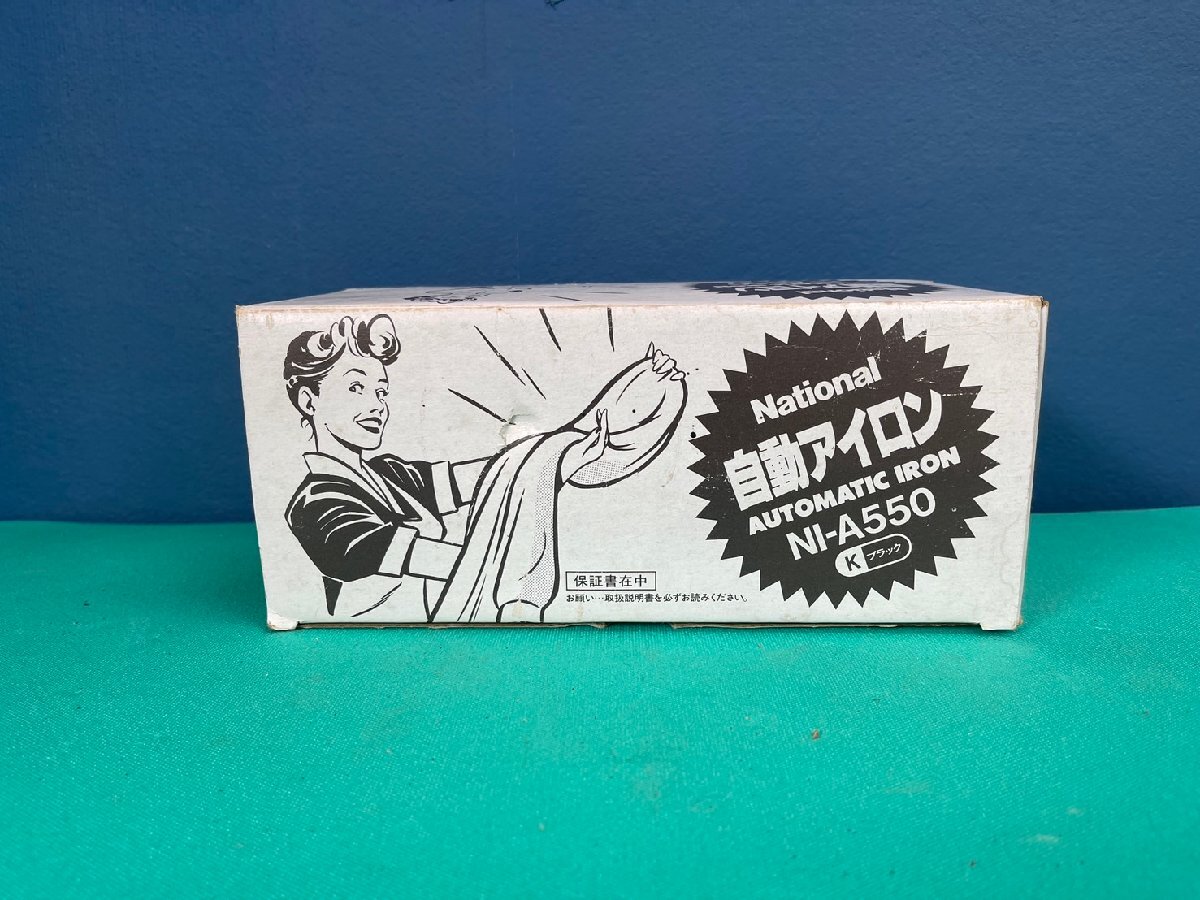 National
自動アイロン
AUTOMATIC IRON
NI-A550
K ブラック
保証書在中
お願い…取扱説明書を必ずお読みください。